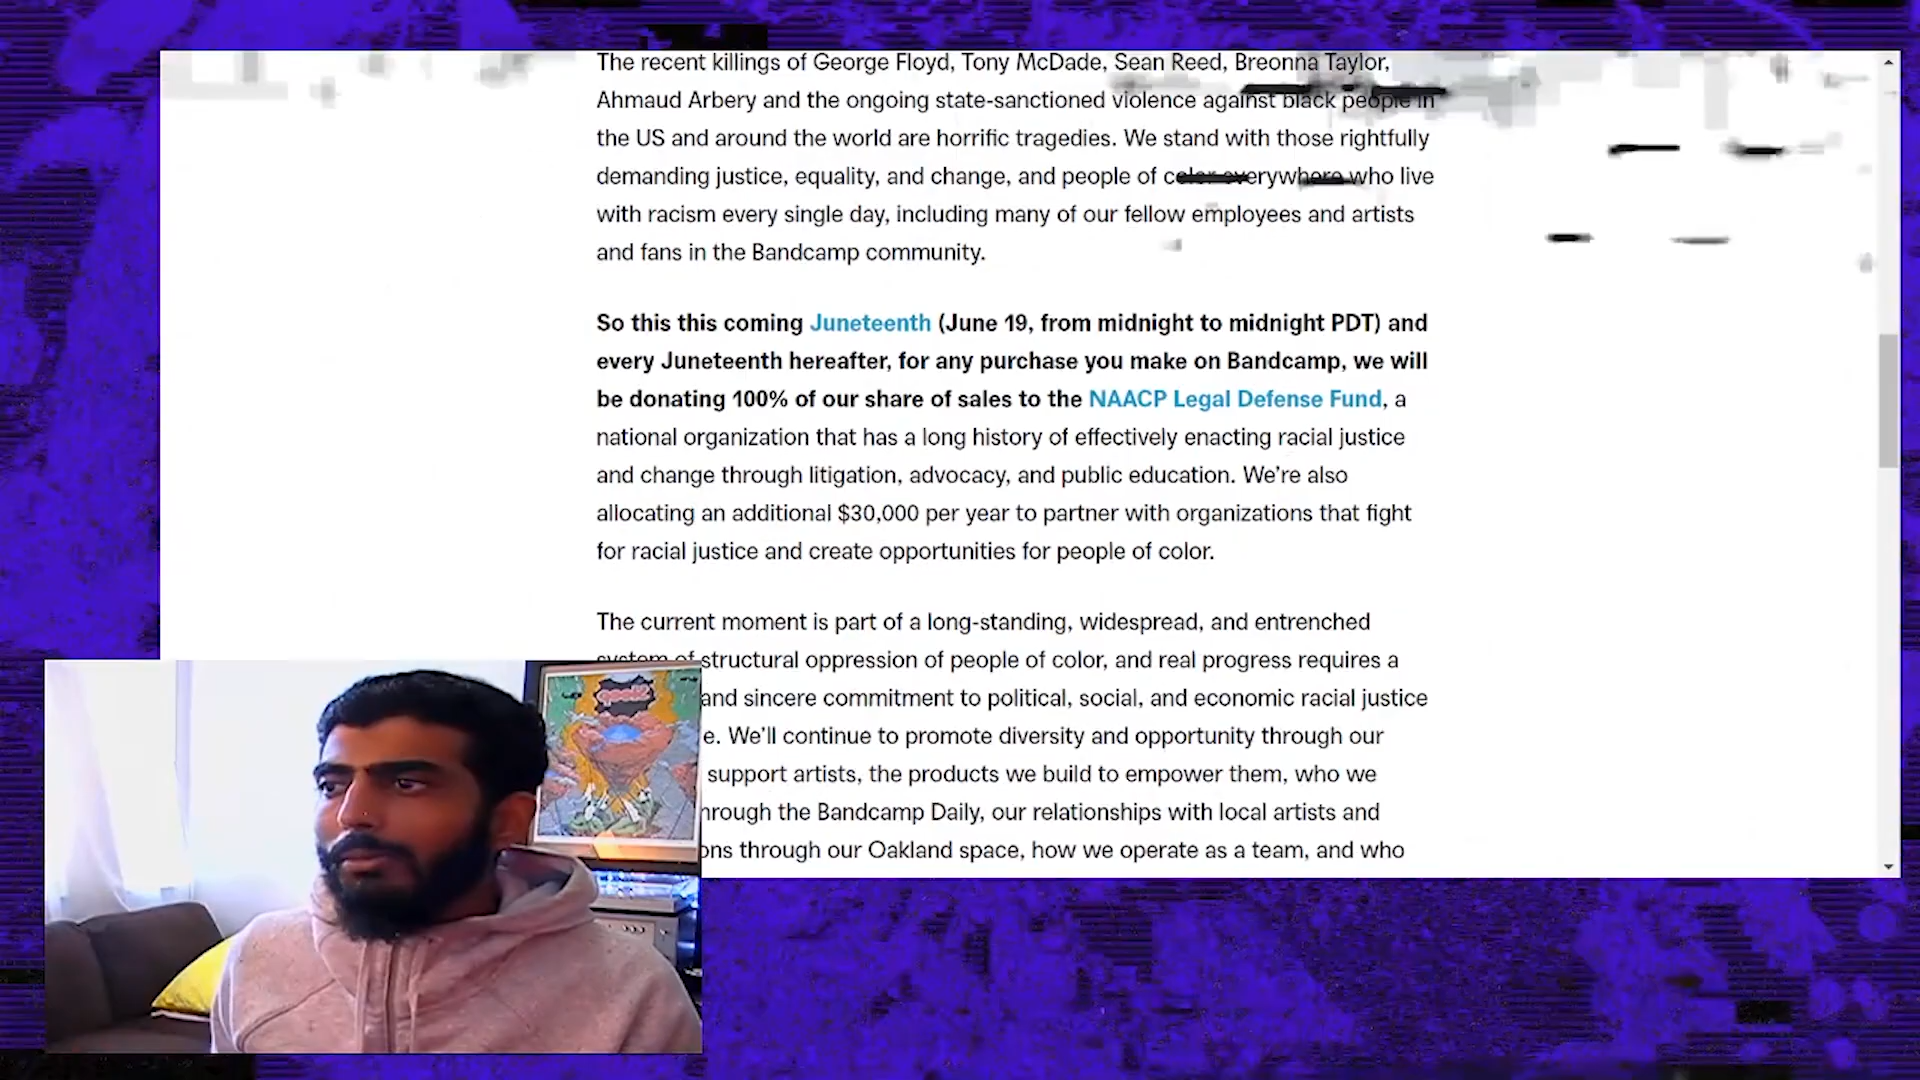 The recent killings of George Floyd, Tony McDade, Sean Reed, Breonna Taylor,
Ahmaud Arbery and the ongoing state-sanctioned violence against black people in
the US and around the world are horrific tragedies. We stand with those rightfully
demanding justice, equality, and change, and people of color everywhere who live
with racism every single day, including many of our fellow employees and artists
and fans in the Bandcamp community.
So this this coming Juneteenth (June 19, from midnight to midnight PDT) and
every Juneteenth hereafter, for any purchase you make on Bandcamp, we will
be donating 100% of our share of sales to the NAACP Legal Defense Fund, a
national organization that has a long history of effectively enacting racial justice
and change through litigation, advocacy, and public education. We're also
allocating an additional $30,000 per year to partner with organizations that fight
for racial justice and create opportunities for people of color.
The current moment is part of a long-standing, widespread, and entrenched
system of structural oppression of people of color, and real progress requires a
and sincere commitment to political, social, and economic racial justice
e. We'll continue to promote diversity and opportunity through our
support artists, the products we build to empower them, who we
hrough the Bandcamp Daily, our relationships with local artists and
ons through our Oakland space, how we operate as a team, and who